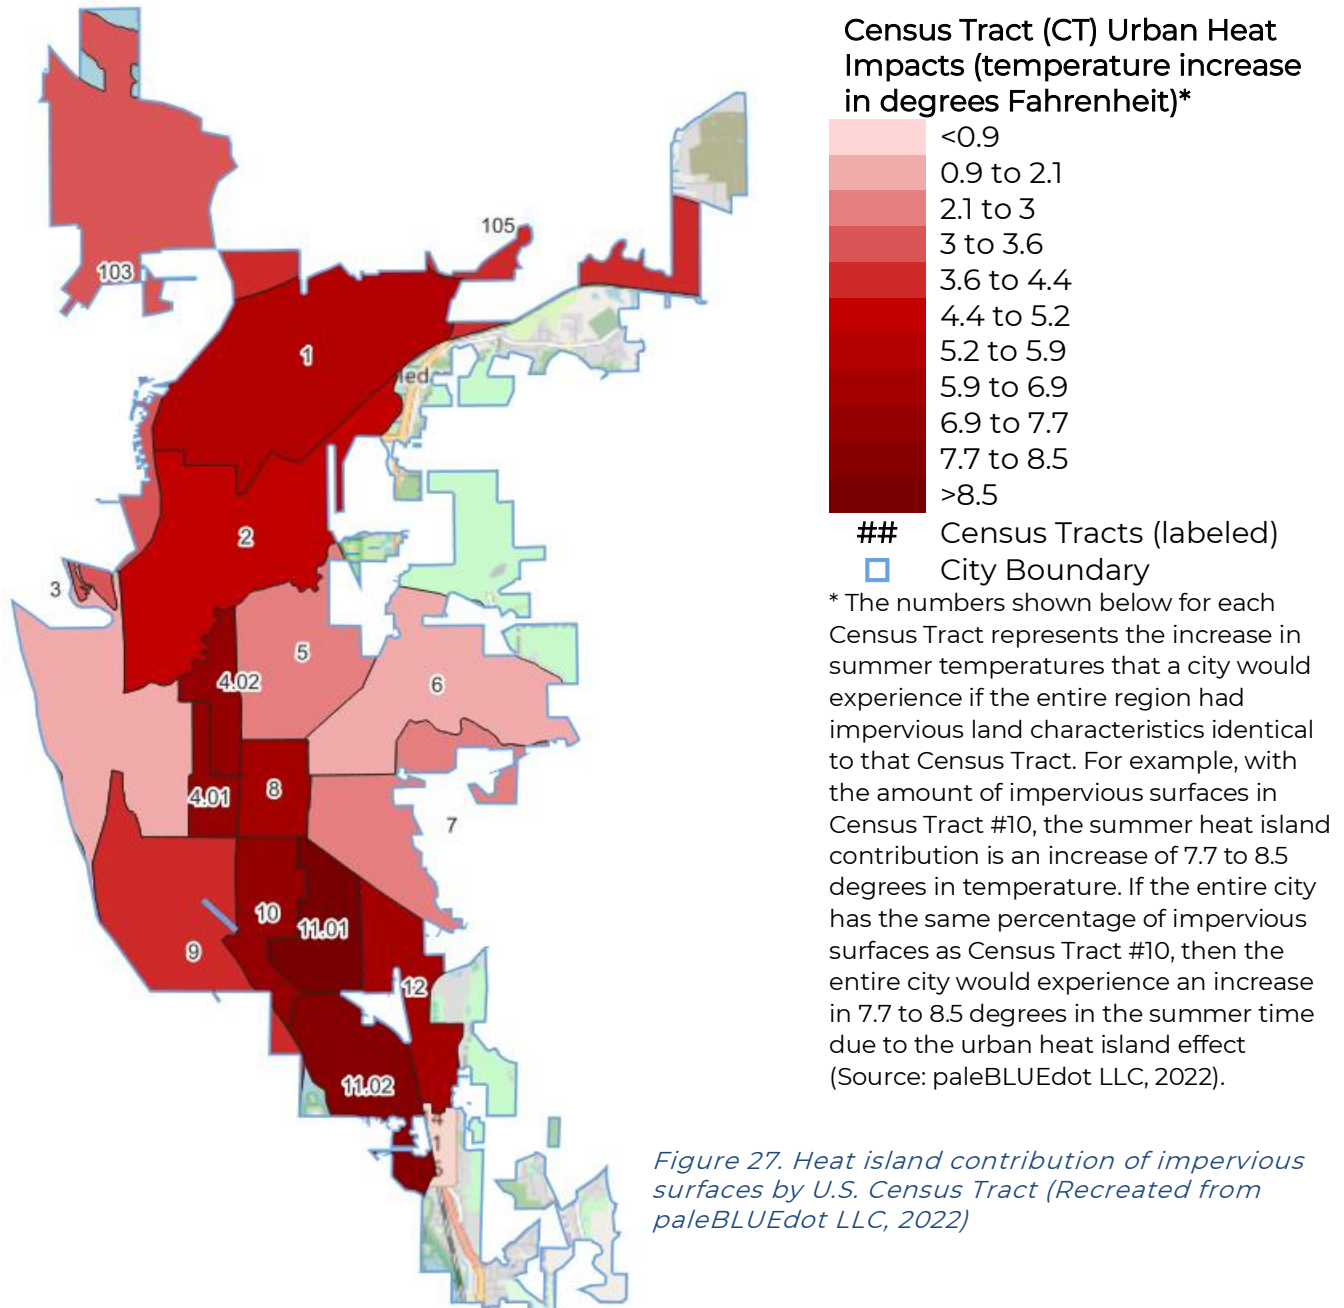 Census Tract (CT) Urban Heat
Impacts (temperature increase
in degrees Fahrenheit)*
<0.9
0.9 to 2.1
2.1 to 3
3 to 3.6
3.6 to 4.4
4.4 to 5.2
5.2 to 5.9
5.9 to 6.9
6.9 to 7.7
7.7 to 8.5
>8.5
## Census Tracts (labeled)
City Boundary
* The numbers shown below for each
Census Tract represents the increase in
summer temperatures that a city would
experience if the entire region had
impervious land characteristics identical
to that Census Tract. For example, with
the amount of impervious surfaces in
Census Tract #10, the summer heat island
contribution is an increase of 7.7 to 8.5
degrees in temperature. If the entire city
has the same percentage of impervious
surfaces as Census Tract #10, then the
entire city would experience an increase
in 7.7 to 8.5 degrees in the summer time
due to the urban heat island effect
(Source: paleBLUEdot LLC, 2022).
105
103
1
2
3
5
4.02
6
4.01
8
7
10
11.01
9
12
11.02
Figure 27. Heat island contribution of impervious
surfaces by U.S. Census Tract (Recreated from
paleBLUEdot LLC, 2022)